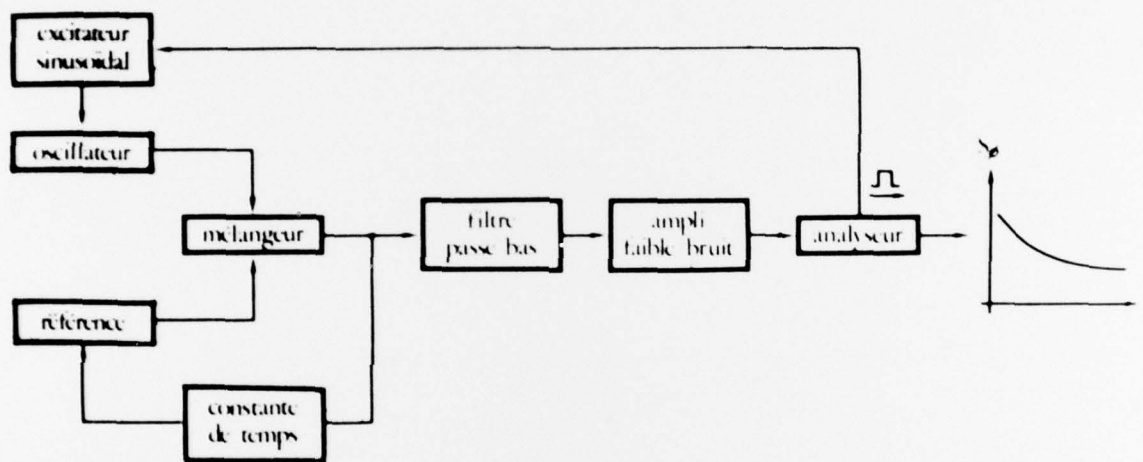 excitateur
sinusoïdal
oscillateur
mélangeur
filtre
passe bas
ampli
faible bruit
analyseur
référence
constante
de temps